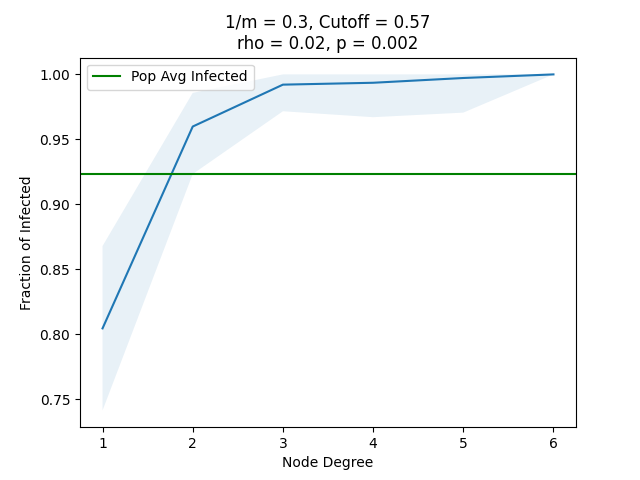 1/m = 0.3, Cutoff = 0.57
rho = 0.02, p = 0.002
Pop Avg Infected
1.00
0.95
0.90
0.85
0.80
0.75
Fraction of Infected
1 2 3 4 5 6
Node Degree